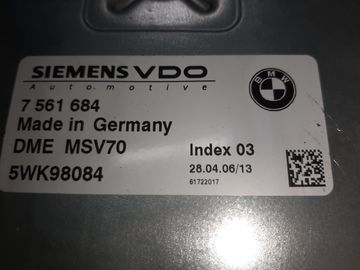 SIEMENS VDO
Automotive
BMW
7 561 684
Made in Germany
DME MSV70 Index 03
5WK98084 28.04.06/13
61722017